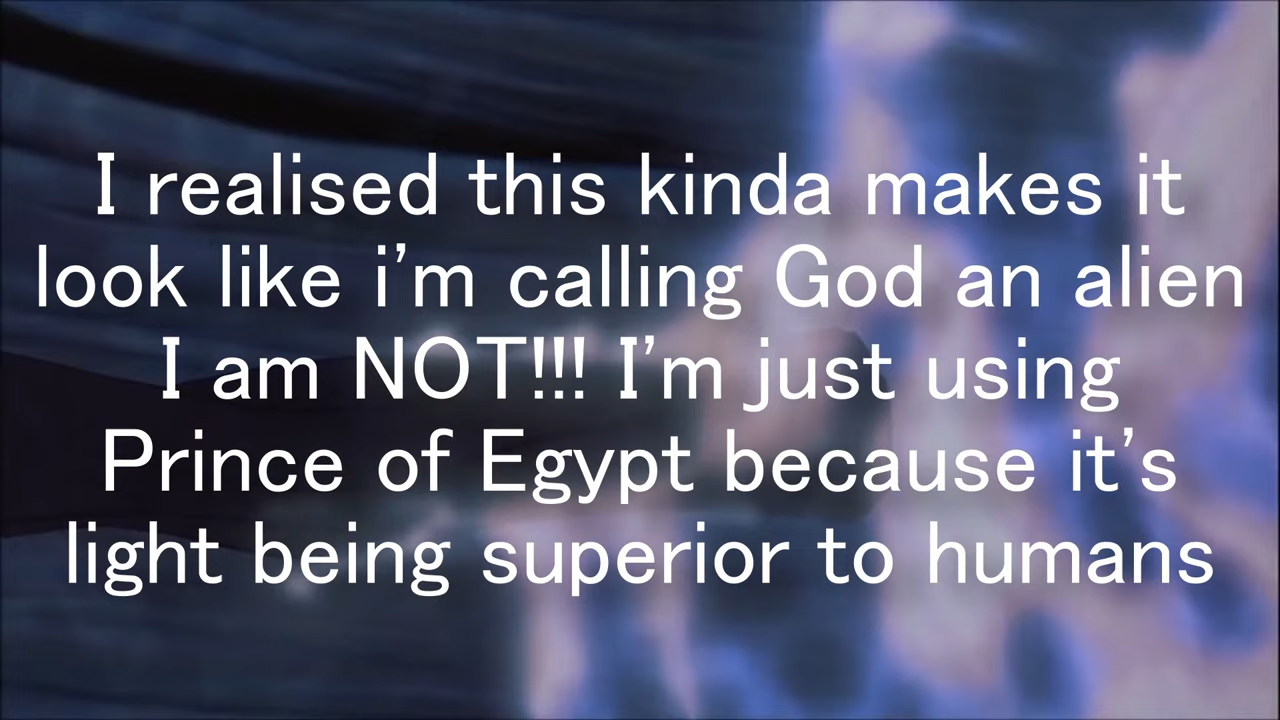 I realised this kinda makes it
look like i'm calling God an alien
I am NOT!!! I'm just using
Prince of Egypt because it's
light being superior to humans